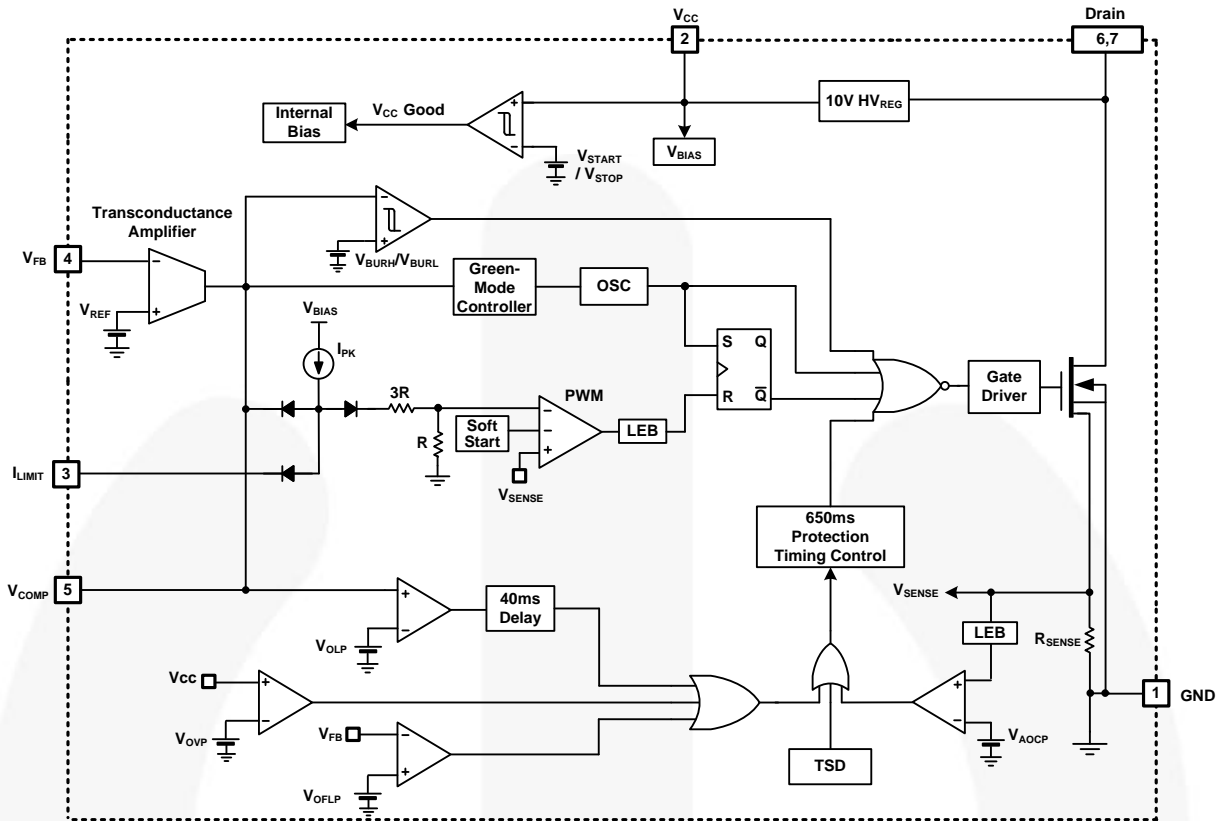 VCC
Drain
2
6,7
10V HVREG
Internal
Bias
VCC Good
VBIAS
VSTART
/ VSTOP
Transconductance
Amplifier
VFB
4
VREF
VBURH/VBURL
Green-
Mode
Controller
OSC
VBIAS
IPK
S Q
R Q
3R
R
Soft
Start
PWM
LEB
VSENSE
Gate
Driver
ILIMIT
3
650ms
Protection
Timing Control
VCOMP
5
VOLP
40ms
Delay
VSENSE
LEB
RSENSE
Vcc
VOVP
VFB
VOFLP
TSD
VAOCP
1
GND